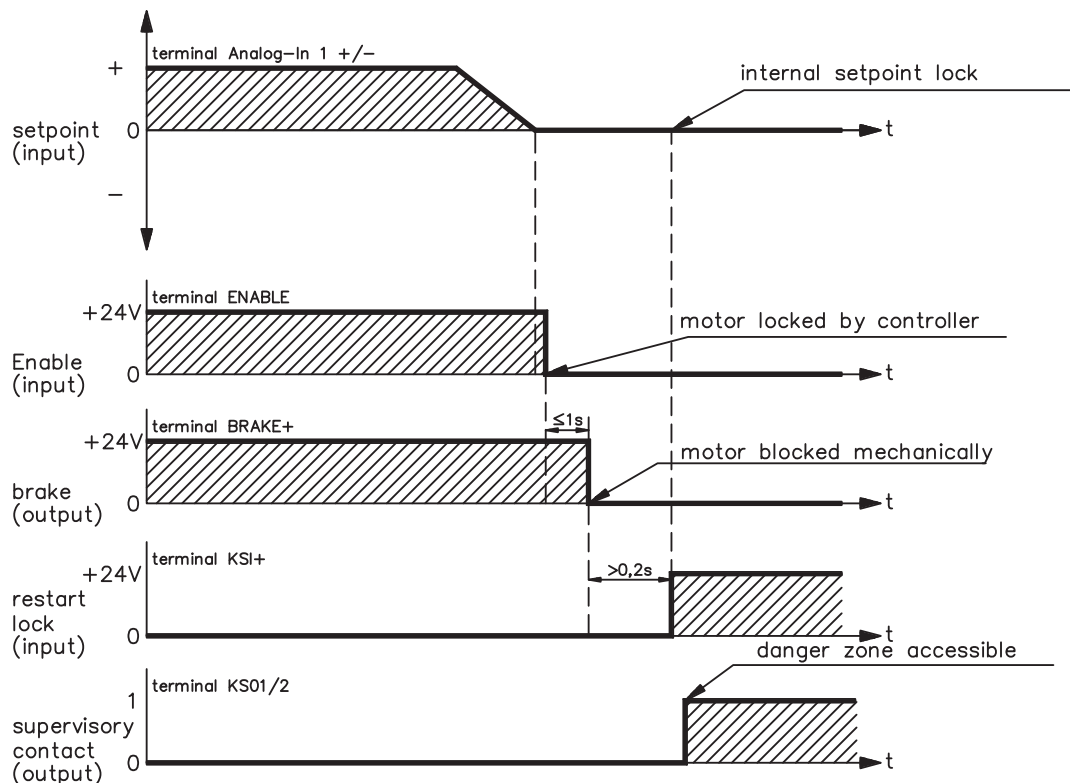 terminal Analog-In 1 +/-
+
internal setpoint lock
setpoint
(input)
0
t
-
terminal ENABLE
+24V
motor locked by controller
Enable
(input)
0
t
terminal BRAKE+
≤1s
+24V
motor blocked mechanically
brake
(output)
0
t
terminal KSI+
+24V
>0,2s
restart
lock
(input)
0
t
danger zone accessible
terminal KS01/2
1
supervisory
contact
(output)
0
t